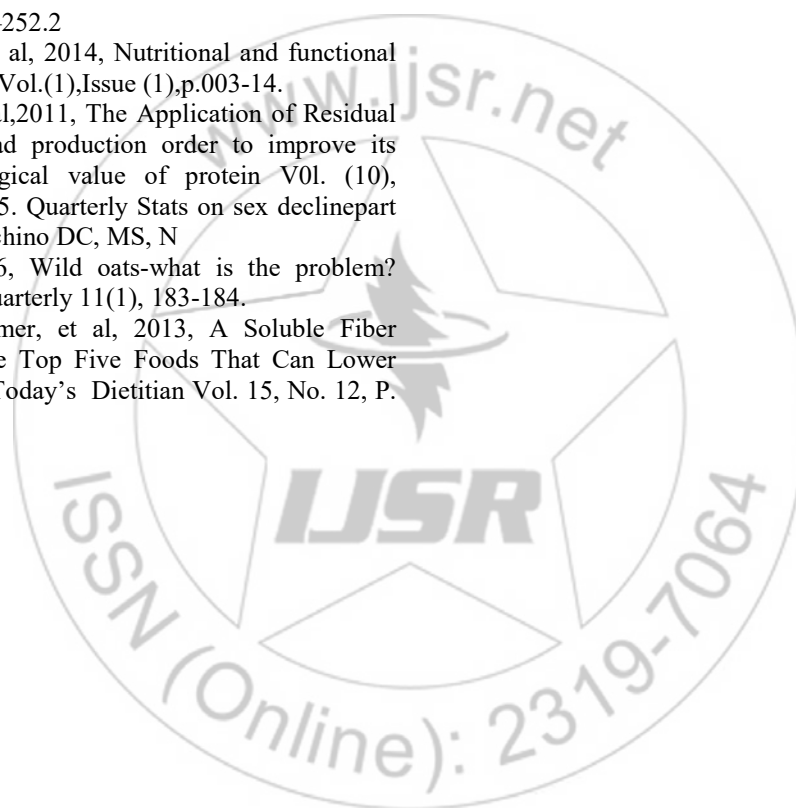 -252.2
al, 2014, Nutritional and functional
Vol.(1),Issue (1),p.003-14.
al,2011, The Application of Residual
ad production order to improve its
gical value of protein V0l. (10),
5. Quarterly Stats on sex declinepart
chino DC, MS, N
6, Wild oats-what is the problem?
uarterly 11(1), 183-184.
mer, et al, 2013, A Soluble Fiber
e Top Five Foods That Can Lower
Today's Dietitian Vol. 15, No. 12, P.
www.ijsr.net
IJSR
ISSN (Online): 2319-7064